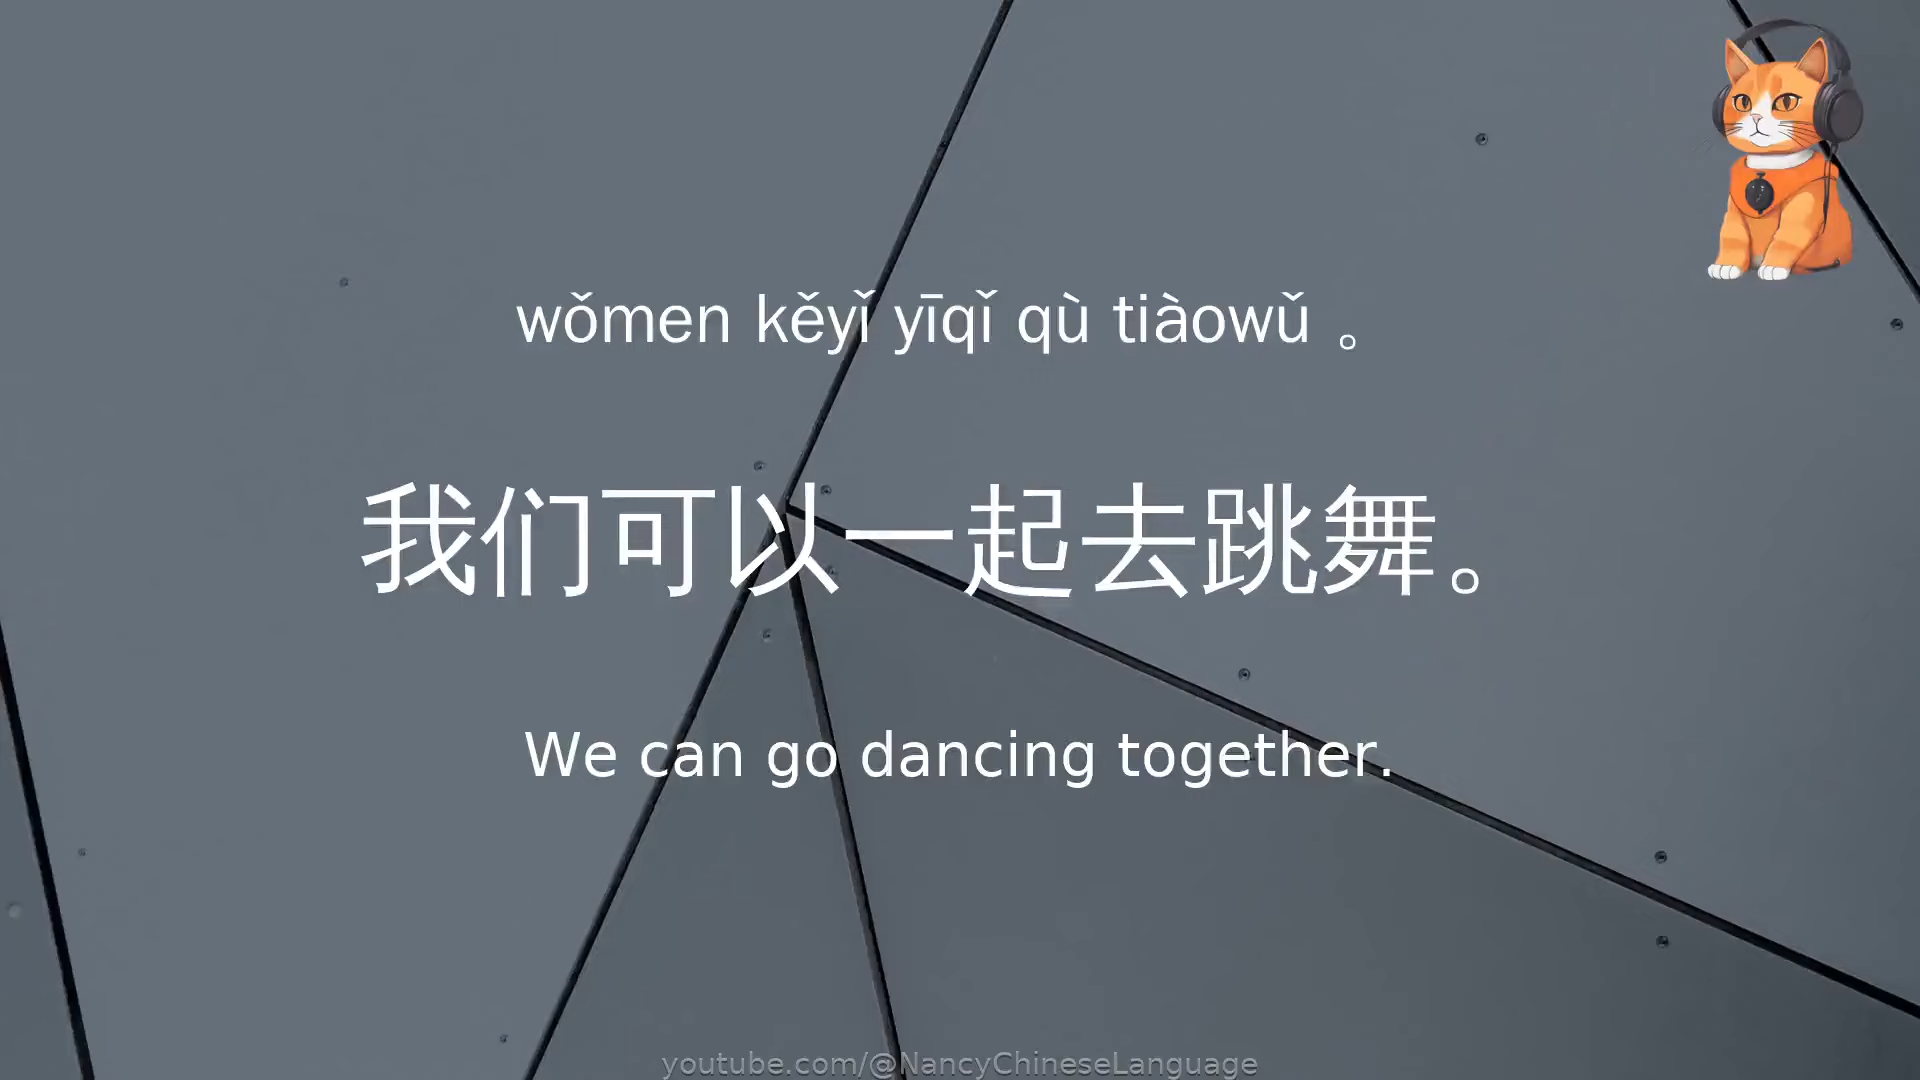 wǒmen kěyǐ yīqǐ qù tiàowǔ 。
我们可以一起去跳舞。
We can go dancing together.
youtube.com/@NancyChineseLanguage